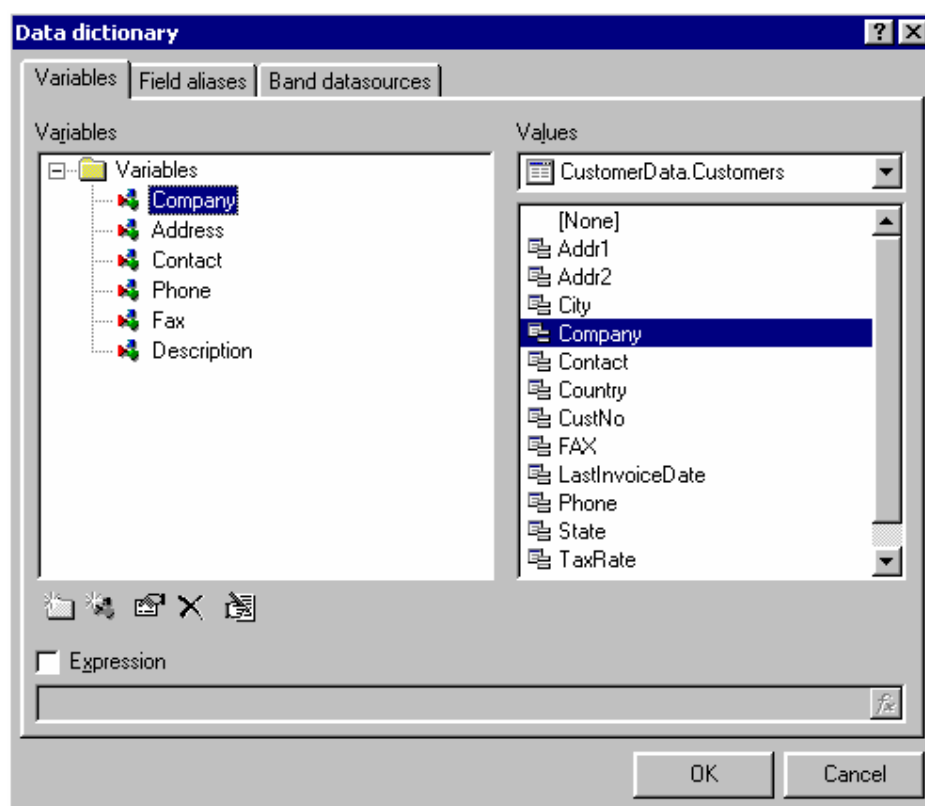 Data dictionary
Variables Field aliases Band datasources
Variables
Variables
Company
Address
Contact
Phone
Fax
Description
Values
CustomerData.Customers
[None]
Addr1
Addr2
City
Company
Contact
Country
CustNo
FAX
LastInvoiceDate
Phone
State
TaxRate
Expression
fx
OK Cancel